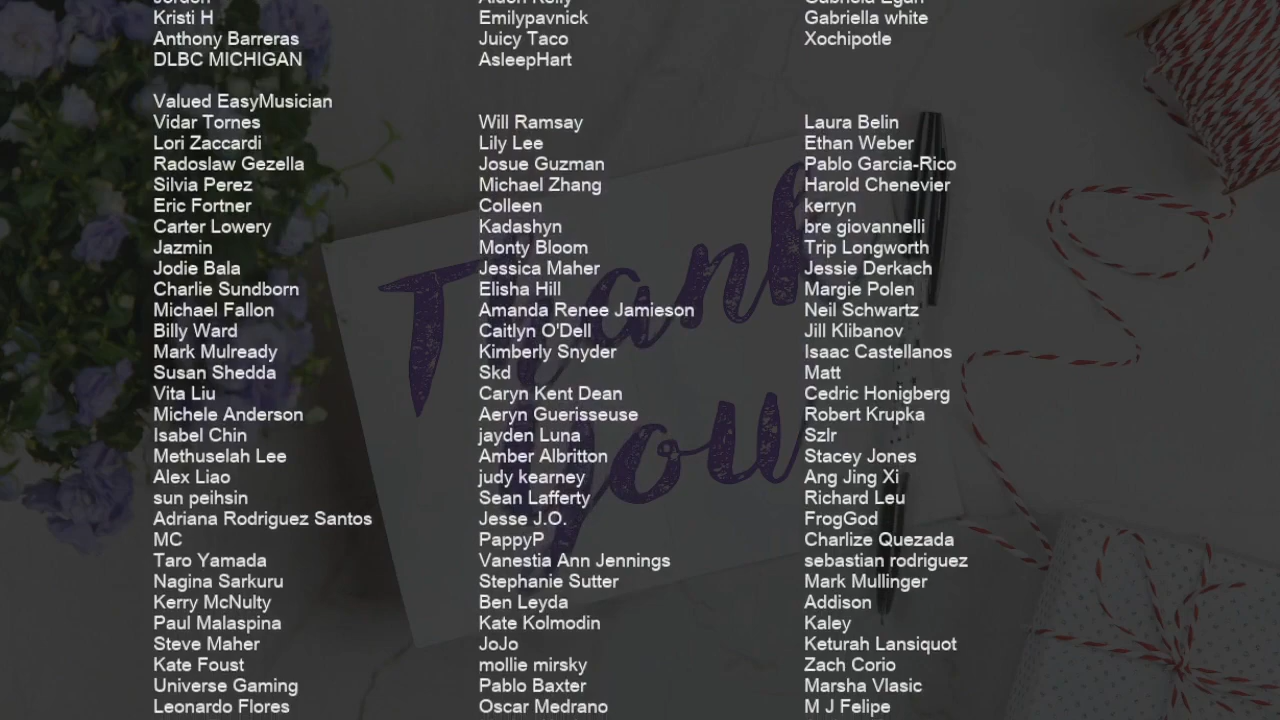 Kristi H
Anthony Barreras
DLBC MICHIGAN
Emilypavnick
Juicy Taco
AsleepHart
Gabriella white
Xochipotle
Valued EasyMusician
Vidar Tornes
Lori Zaccardi
Radoslaw Gezella
Silvia Perez
Eric Fortner
Carter Lowery
Jazmin
Jodie Bala
Charlie Sundborn
Michael Fallon
Billy Ward
Mark Mulready
Susan Shedda
Vita Liu
Michele Anderson
Isabel Chin
Methuselah Lee
Alex Liao
sun peihsin
Adriana Rodriguez Santos
MC
Taro Yamada
Nagina Sarkuru
Kerry McNulty
Paul Malaspina
Steve Maher
Kate Foust
Universe Gaming
Leonardo Flores
Will Ramsay
Lily Lee
Josue Guzman
Michael Zhang
Colleen
Kadashyn
Monty Bloom
Jessica Maher
Elisha Hill
Amanda Renee Jamieson
Caitlyn O'Dell
Kimberly Snyder
Skd
Caryn Kent Dean
Aeryn Guerisseuse
jayden Luna
Amber Albritton
judy kearney
Sean Lafferty
Jesse J.O.
PappyP
Vanestia Ann Jennings
Stephanie Sutter
Ben Leyda
Kate Kolmodin
JoJo
mollie mirsky
Pablo Baxter
Oscar Medrano
Laura Belin
Ethan Weber
Pablo Garcia-Rico
Harold Chenevier
kerryn
bre giovannelli
Trip Longworth
Jessie Derkach
Margie Polen
Neil Schwartz
Jill Klibanov
Isaac Castellanos
Matt
Cedric Honigberg
Robert Krupka
Szlr
Stacey Jones
Ang Jing Xi
Richard Leu
FrogGod
Charlize Quezada
sebastian rodriguez
Mark Mullinger
Addison
Kaley
Keturah Lansiquot
Zach Corio
Marsha Vlasic
M J Felipe
Thank
you